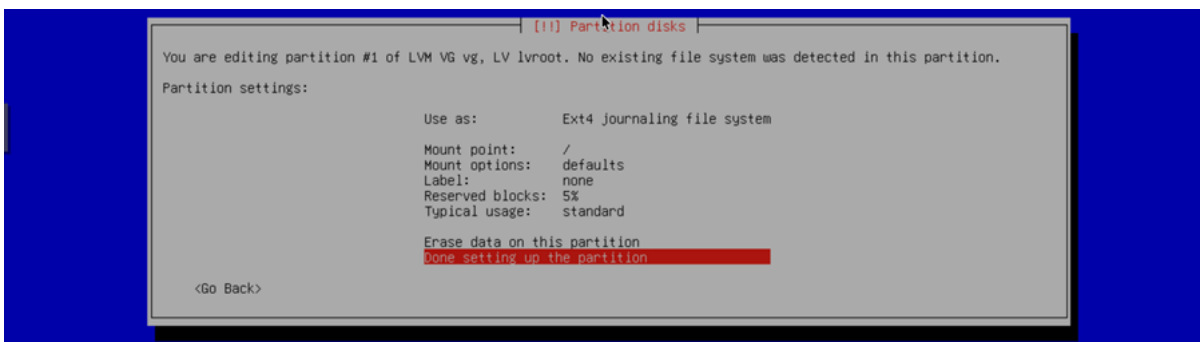 [!!] Partition disks
You are editing partition #1 of LVM VG vg, LV lvroot. No existing file system was detected in this partition.
Partition settings:
Use as: Ext4 journaling file system
Mount point: /
Mount options: defaults
Label: none
Reserved blocks: 5%
Typical usage: standard
Erase data on this partition
Done setting up the partition
<Go Back>